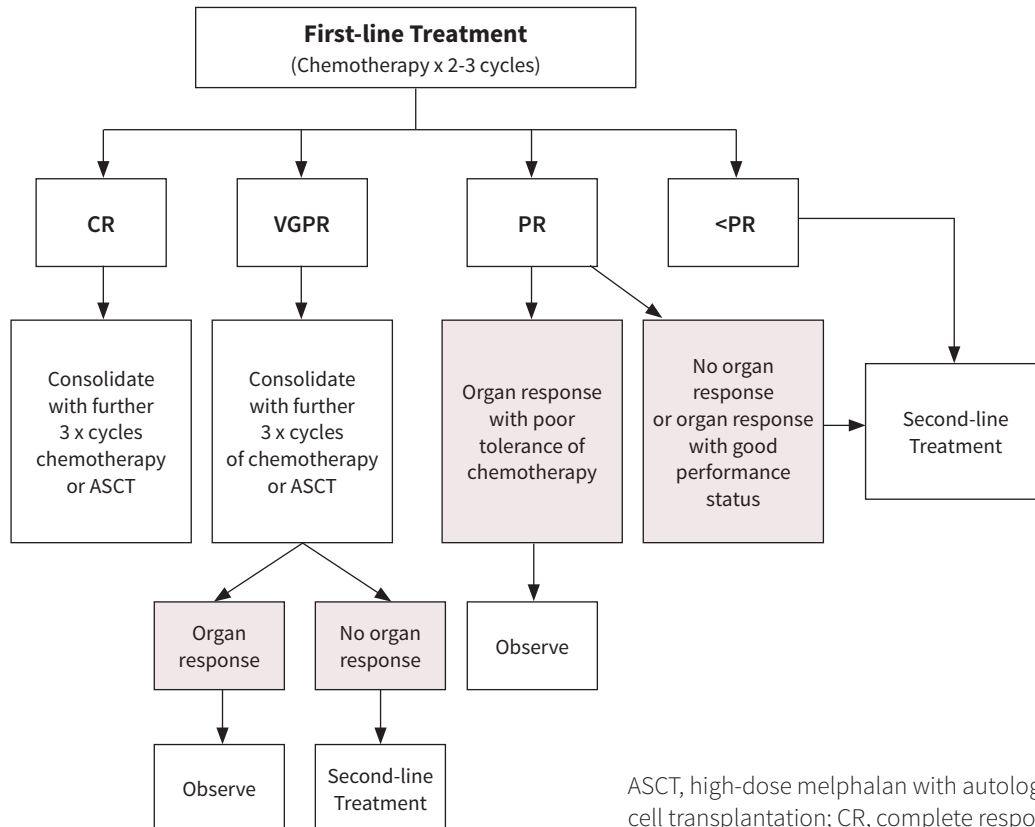 First-line Treatment
(Chemotherapy x 2-3 cycles)
CR
VGPR
PR
<PR
Consolidate
with further
3 x cycles
chemotherapy
or ASCT
Consolidate
with further
3 x cycles
of chemotherapy
or ASCT
Organ response
with poor
tolerance of
chemotherapy
No organ
response
or organ response
with good
performance
status
Second-line
Treatment
Organ
response
No organ
response
Observe
Observe
Second-line
Treatment
ASCT, high-dose melphalan with autolog
cell transplantation; CR, complete respo